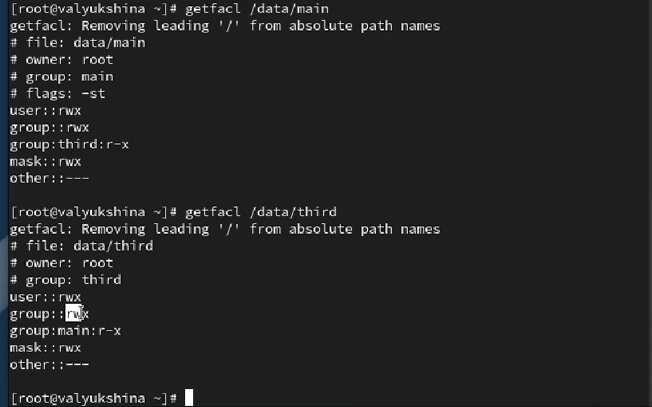 [root@valyukshina ~]# getfacl /data/main
getfacl: Removing leading '/' from absolute path names
# file: data/main
# owner: root
# group: main
# flags: -st
user::rwx
group::rwx
group:third:r-x
mask::rwx
other::---
[root@valyukshina ~]# getfacl /data/third
getfacl: Removing leading '/' from absolute path names
# file: data/third
# owner: root
# group: third
user::rwx
group::rwx
group:main:r-x
mask::rwx
other::---
[root@valyukshina ~]#